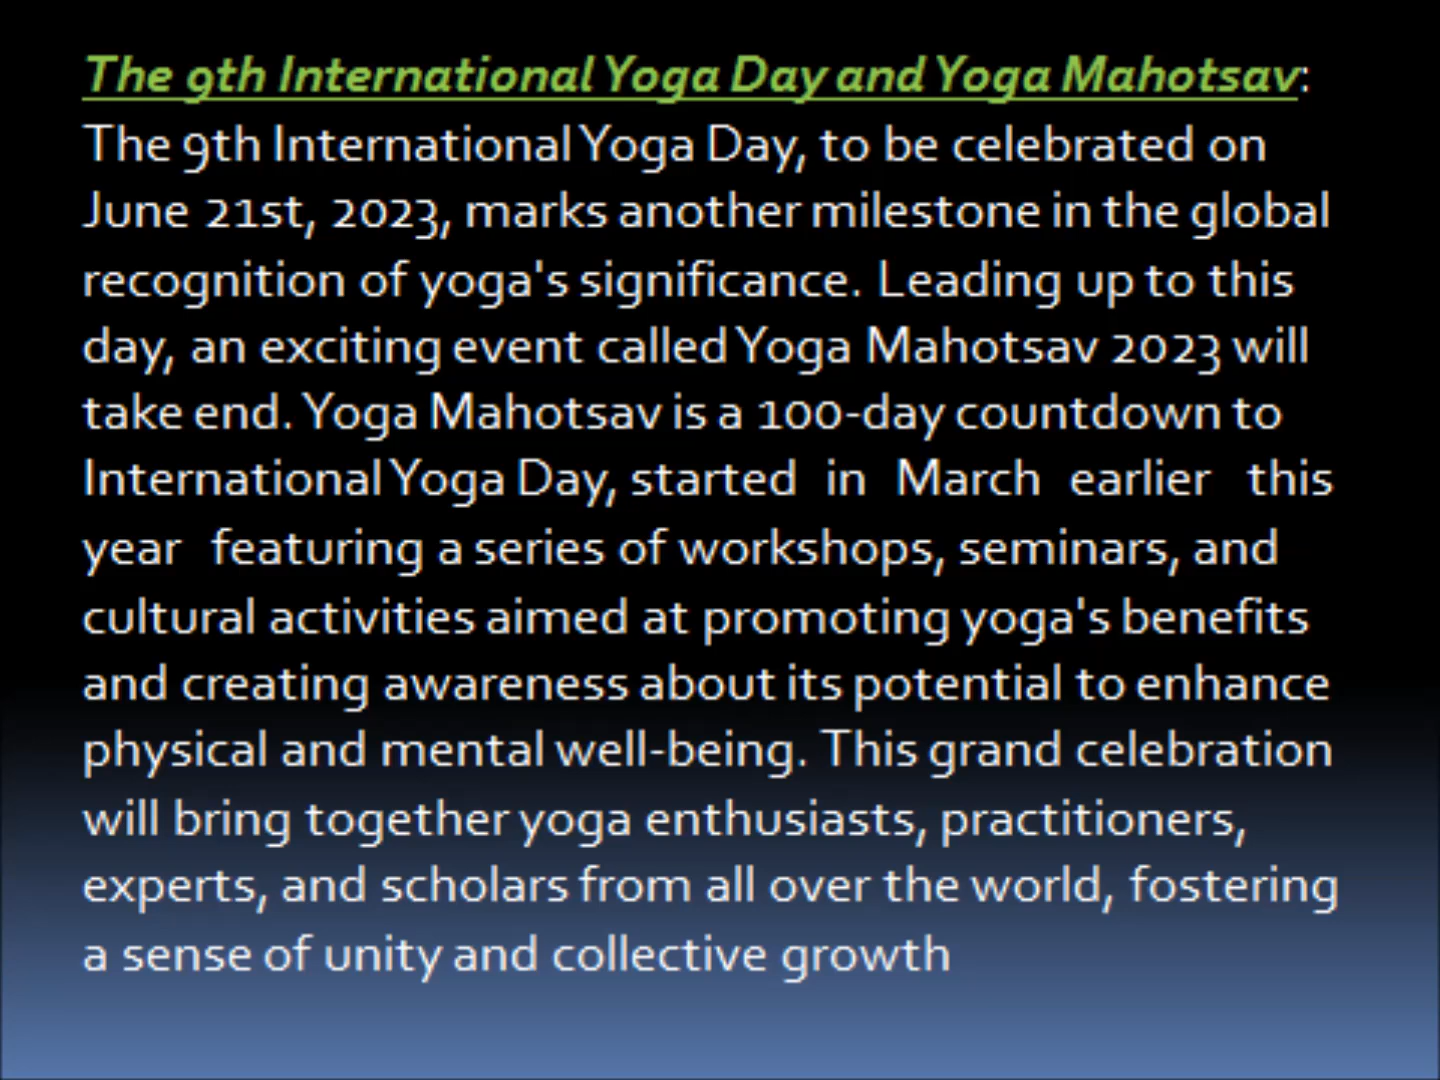 The 9th International Yoga Day and Yoga Mahotsav:
The 9th International Yoga Day, to be celebrated on
June 21st, 2023, marks another milestone in the global
recognition of yoga's significance. Leading up to this
day, an exciting event called Yoga Mahotsav 2023 will
take end. Yoga Mahotsav is a 100-day countdown to
International Yoga Day, started in March earlier this
year featuring a series of workshops, seminars, and
cultural activities aimed at promoting yoga's benefits
and creating awareness about its potential to enhance
physical and mental well-being. This grand celebration
will bring together yoga enthusiasts, practitioners,
experts, and scholars from all over the world, fostering
a sense of unity and collective growth